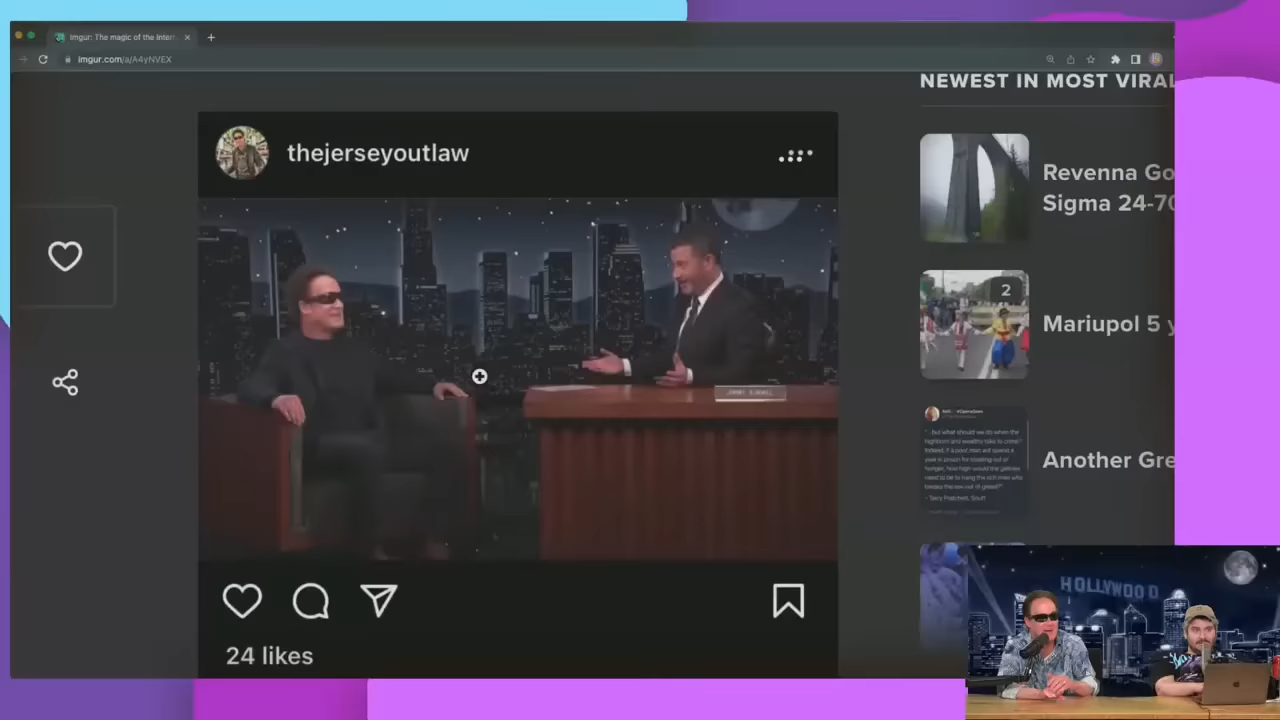 Imgur: The magic of the Intern
imgur.com/a/A4yNVEX
NEWEST IN MOST VIRAL
thejerseyoutlaw
Revenna Go
Sigma 24-70
2
Mariupol 5 y
Another Gre
24 likes
HOLLYWOOD